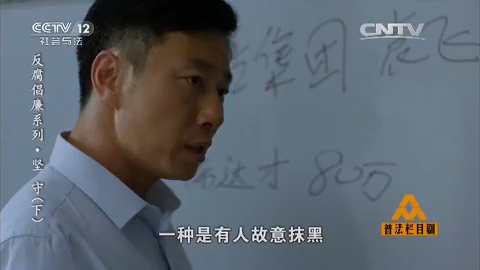 CCTV 12
社会与法
CNTV
反腐倡廉系列·坚守(下)
集团
达才 80万
普法栏目剧
一种是有人故意抹黑